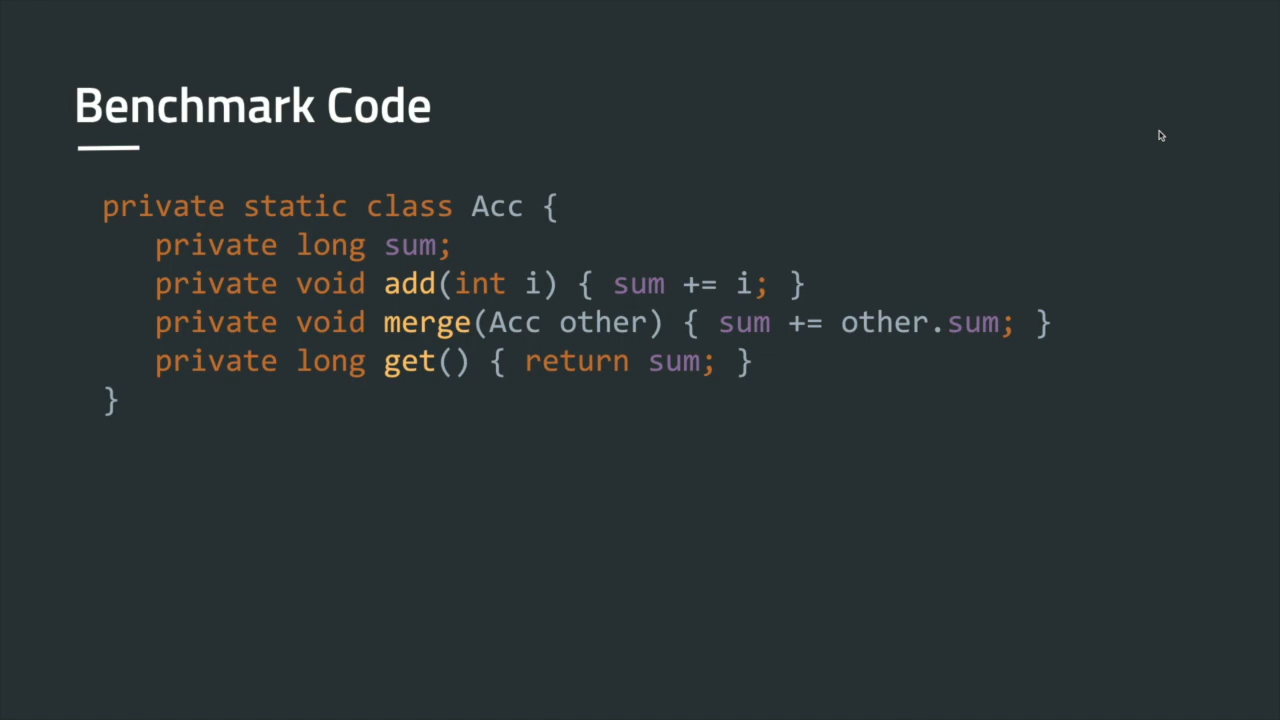 Benchmark Code
private static class Acc {
private long sum;
private void add(int i) { sum += i; }
private void merge(Acc other) { sum += other.sum; }
private long get() { return sum; }
}